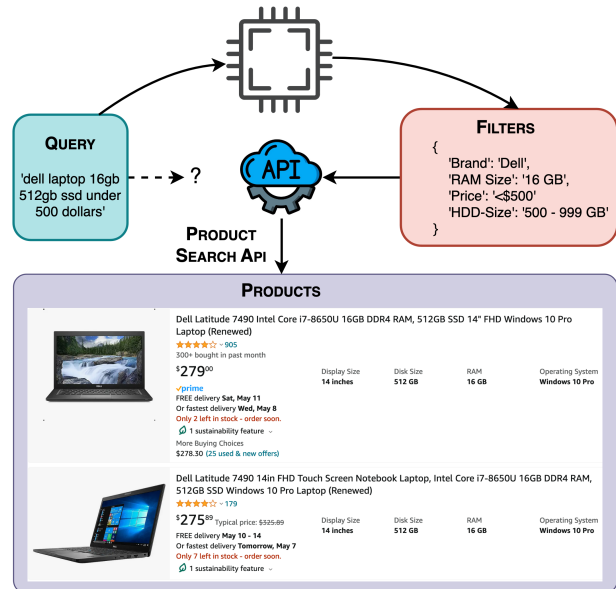 QUERY
'dell laptop 16gb
512gb ssd under
500 dollars'
?
API
PRODUCT
SEARCH API
FILTERS
{
'Brand': 'Dell',
'RAM Size': '16 GB',
'Price': '<$500'
'HDD-Size': '500 - 999 GB'
}
PRODUCTS
Dell Latitude 7490 Intel Core i7-8650U 16GB DDR4 RAM, 512GB SSD 14" FHD Windows 10 Pro
Laptop (Renewed)
905
300+ bought in past month
$27900
Display Size Disk Size RAM Operating System
14 inches 512 GB 16 GB Windows 10 Pro
prime
FREE delivery Sat, May 11
Or fastest delivery Wed, May 8
Only 2 left in stock - order soon.
1 sustainability feature
More Buying Choices
$278.30 (25 used & new offers)
Dell Latitude 7490 14in FHD Touch Screen Notebook Laptop, Intel Core i7-8650U 16GB DDR4 RAM,
512GB SSD Windows 10 Pro Laptop (Renewed)
179
$27589 Typical price: $325.89
Display Size Disk Size RAM Operating System
14 inches 512 GB 16 GB Windows 10 Pro
FREE delivery May 10 - 14
Or fastest delivery Tomorrow, May 7
Only 7 left in stock - order soon.
1 sustainability feature